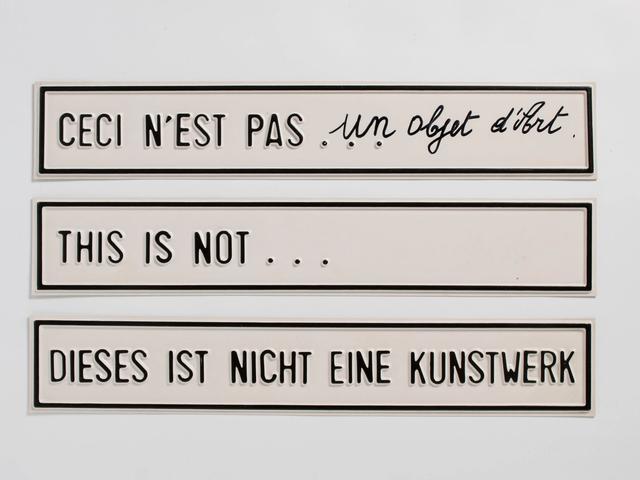 CECI N'EST PAS ... un objet d'Art.
THIS IS NOT ...
DIESES IST NICHT EINE KUNSTWERK